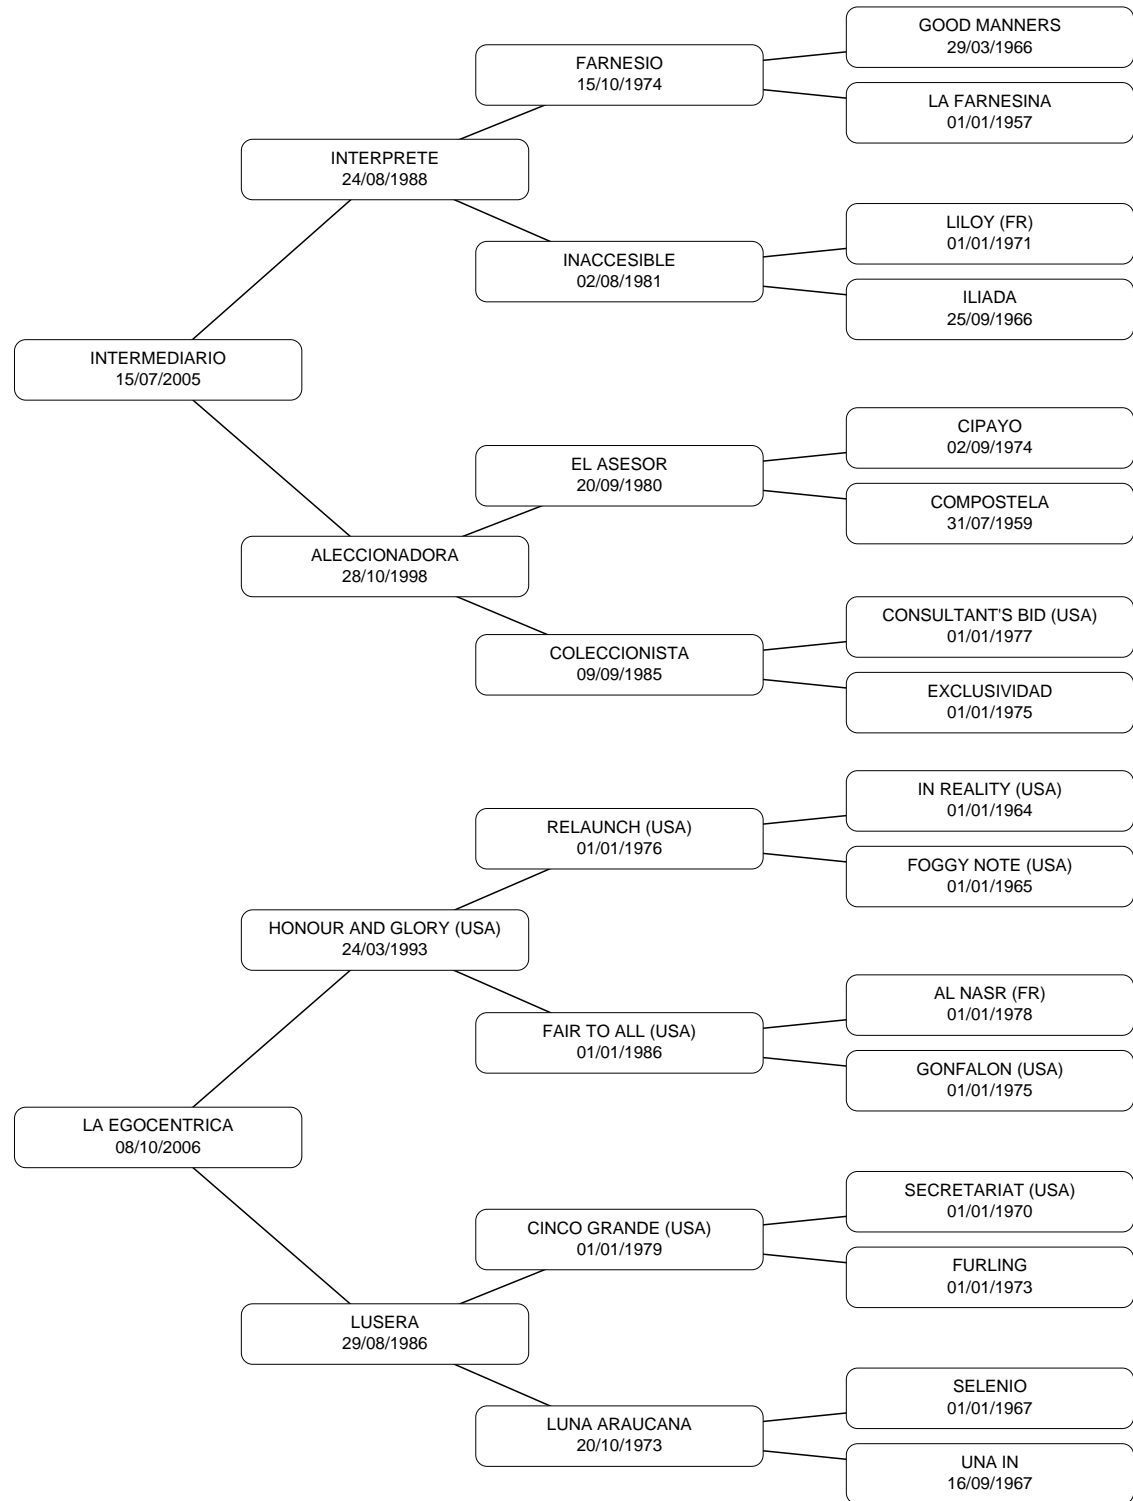 GOOD MANNERS
29/03/1966
FARNESIO
15/10/1974
LA FARNESINA
01/01/1957
INTERPRETE
24/08/1988
LILOY (FR)
01/01/1971
INACCESIBLE
02/08/1981
ILIADA
25/09/1966
INTERMEDIARIO
15/07/2005
CIPAYO
02/09/1974
EL ASESOR
20/09/1980
COMPOSTELA
31/07/1959
ALECCIONADORA
28/10/1998
CONSULTANT'S BID (USA)
01/01/1977
COLECCIONISTA
09/09/1985
EXCLUSIVIDAD
01/01/1975
IN REALITY (USA)
01/01/1964
RELAUNCH (USA)
01/01/1976
FOGGY NOTE (USA)
01/01/1965
HONOUR AND GLORY (USA)
24/03/1993
AL NASR (FR)
01/01/1978
FAIR TO ALL (USA)
01/01/1986
GONFALON (USA)
01/01/1975
LA EGOCENTRICA
08/10/2006
SECRETARIAT (USA)
01/01/1970
CINCO GRANDE (USA)
01/01/1979
FURLING
01/01/1973
LUSERA
29/08/1986
SELENIO
01/01/1967
LUNA ARAUCANA
20/10/1973
UNA IN
16/09/1967